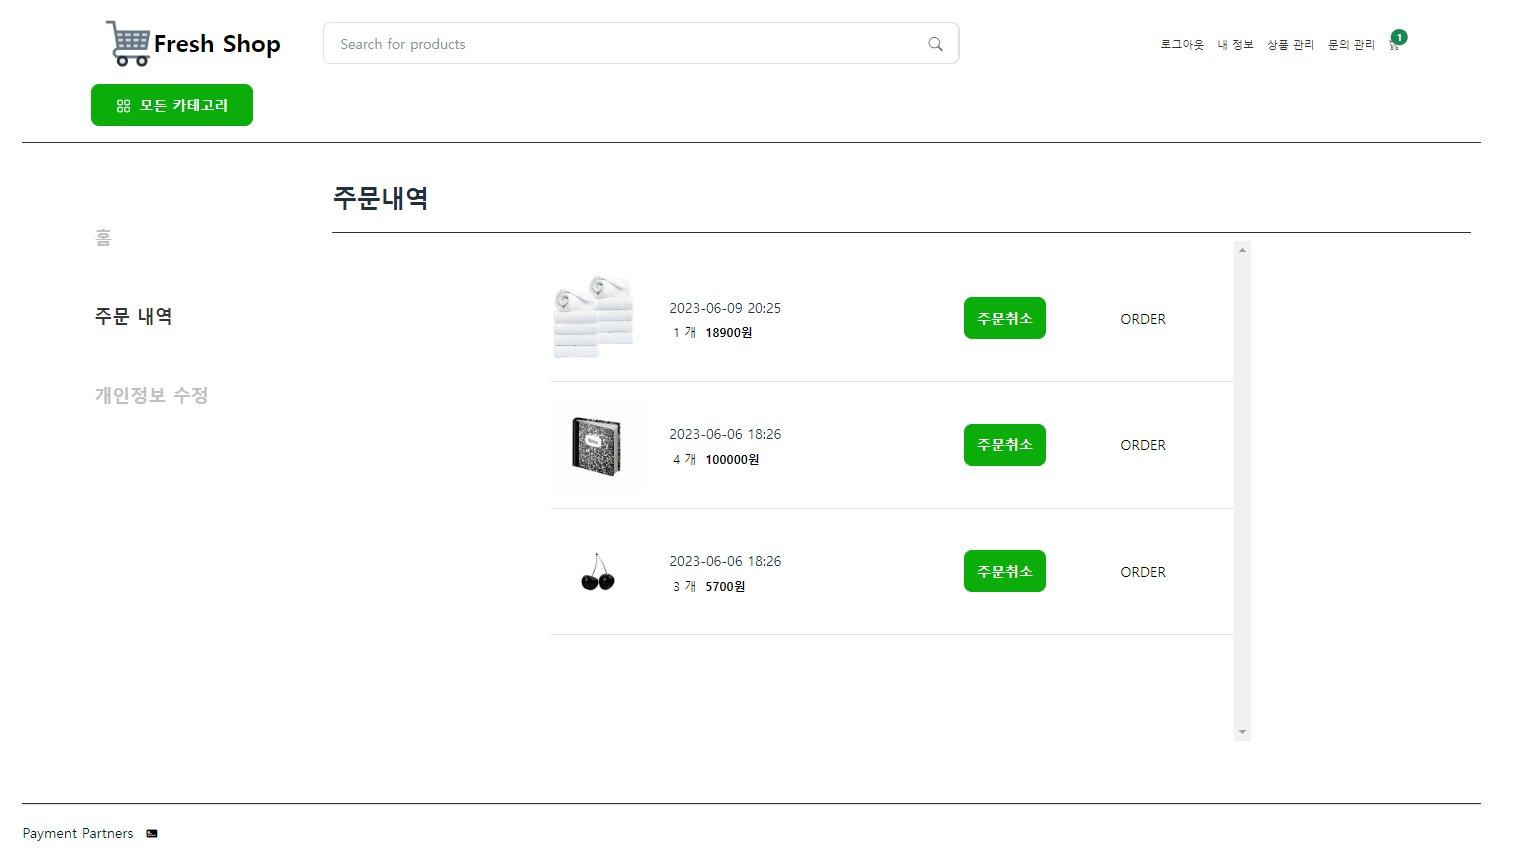 Fresh Shop
Search for products
로그아웃 내 정보 상품 관리 문의 관리 1
모든 카테고리
주문내역
홈
주문 내역
개인정보 수정
2023-06-09 20:25
1 개 18900원
주문취소
ORDER
2023-06-06 18:26
4 개 100000원
주문취소
ORDER
2023-06-06 18:26
3 개 5700원
주문취소
ORDER
Payment Partners